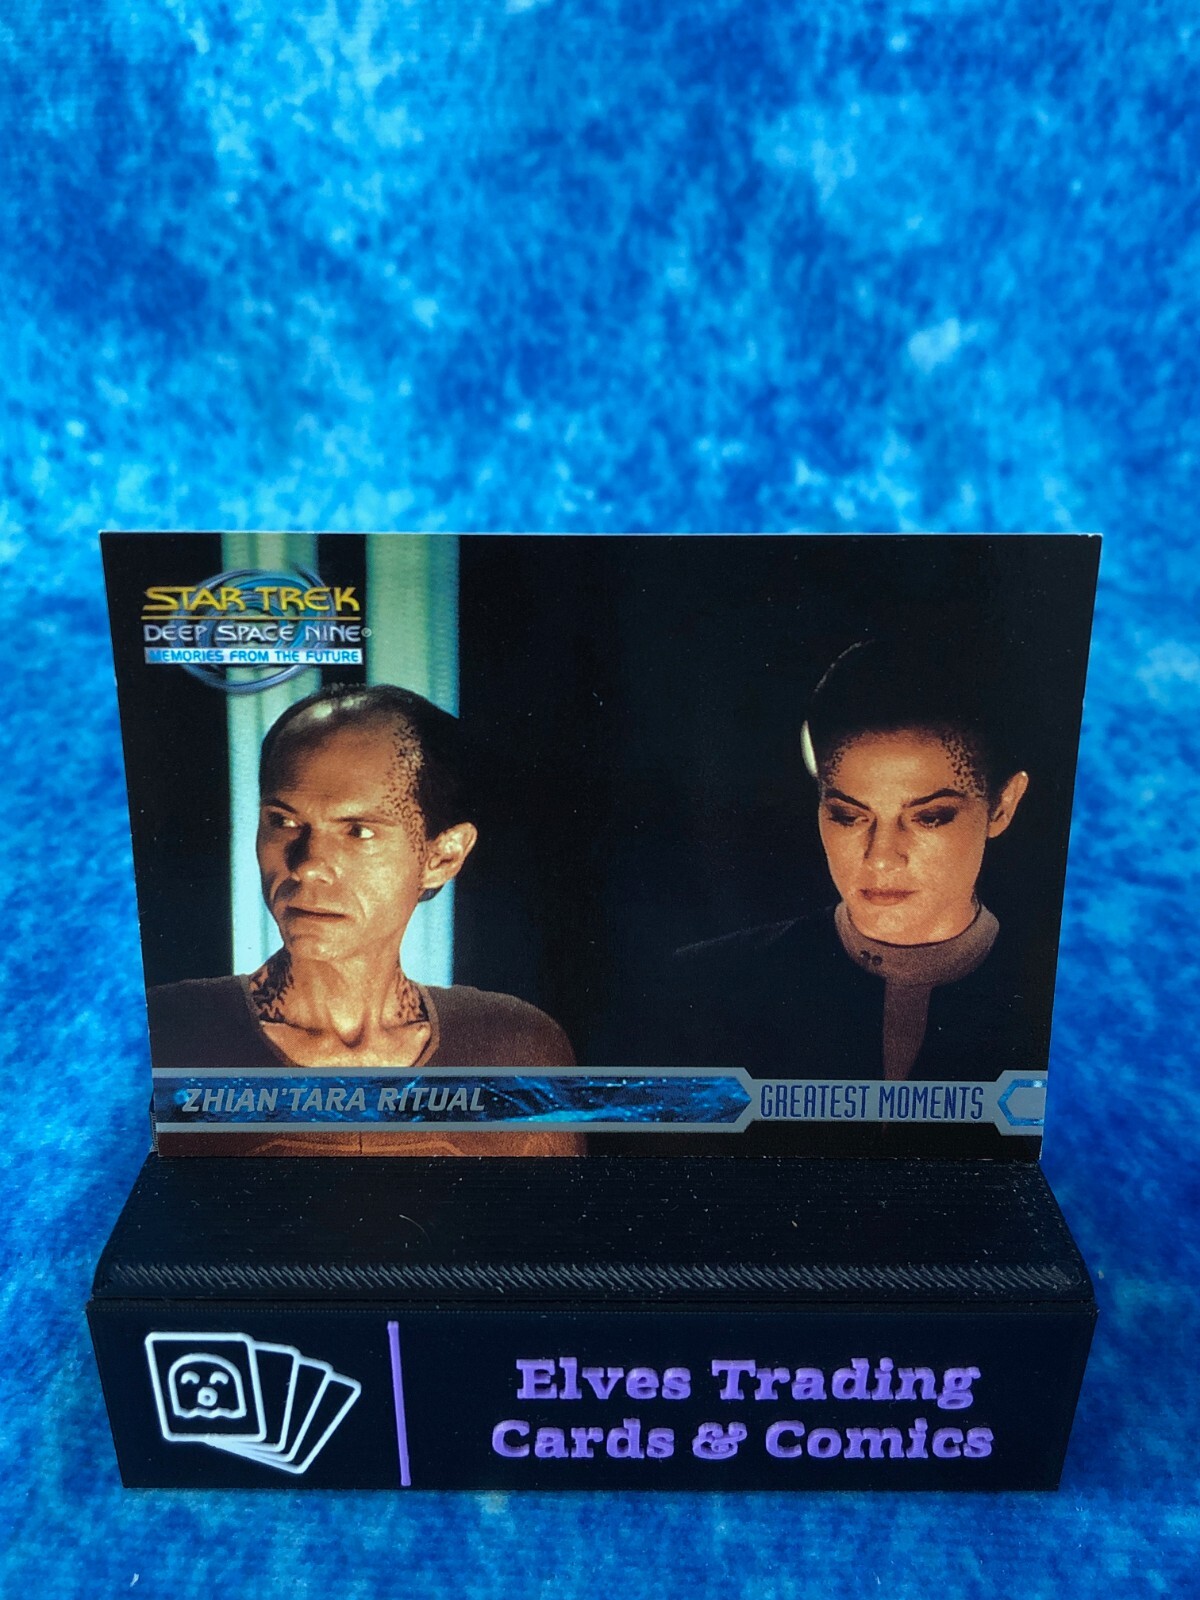 STAR TREK
DEEP SPACE NINE®
MEMORIES FROM THE FUTURE
ZHIAN'TARA RITUAL
GREATEST MOMENTS
Elves Trading
Cards & Comics